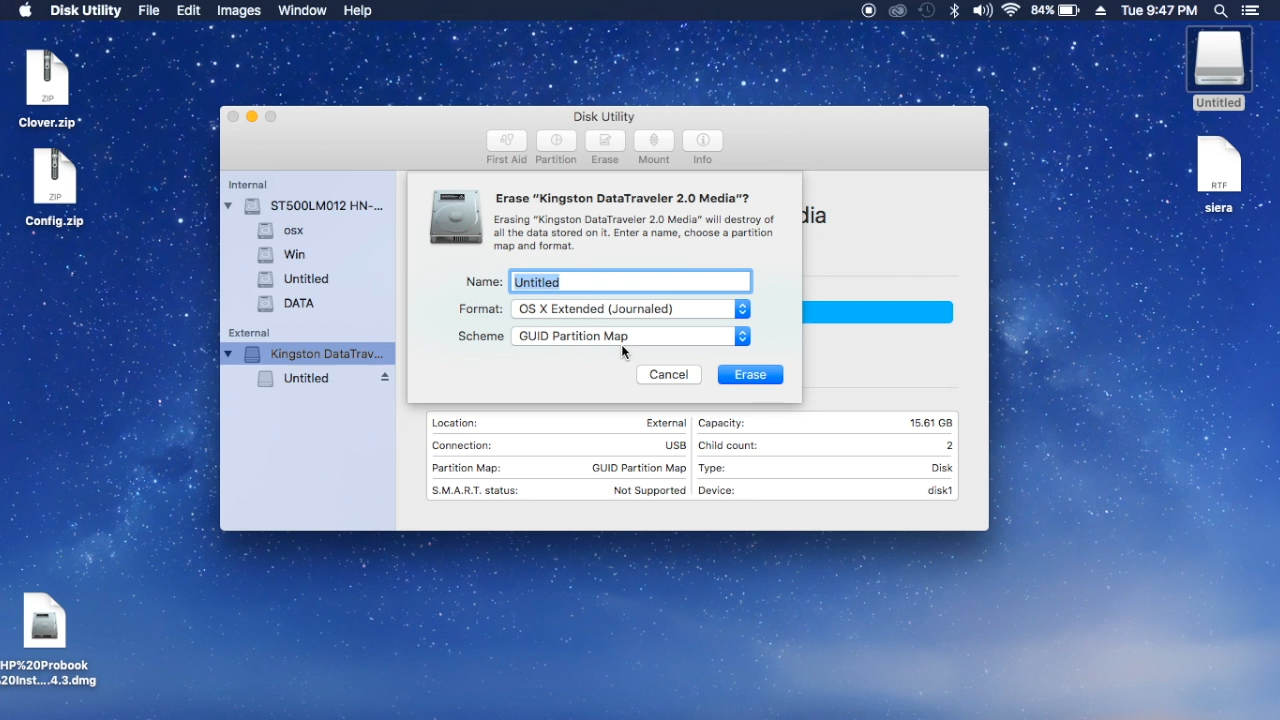 Disk Utility File Edit Images Window Help 84% Tue 9:47 PM
ZIP
Clover.zip
ZIP
Config.zip
Untitled
RTF
siera
HP%20Probook
%20Inst....4.3.dmg
Disk Utility
First Aid Partition Erase Mount Info
Internal
ST500LM012 HN-...
osx
Win
Untitled
DATA
External
Kingston DataTrav...
Untitled
dia
Erase “Kingston DataTraveler 2.0 Media”?
Erasing “Kingston DataTraveler 2.0 Media” will destroy of
all the data stored on it. Enter a name, choose a partition
map and format.
Name: Untitled
Format: OS X Extended (Journaled)
Scheme GUID Partition Map
Cancel Erase
Location: External Capacity: 15.61 GB
Connection: USB Child count: 2
Partition Map: GUID Partition Map Type: Disk
S.M.A.R.T. status: Not Supported Device: disk1